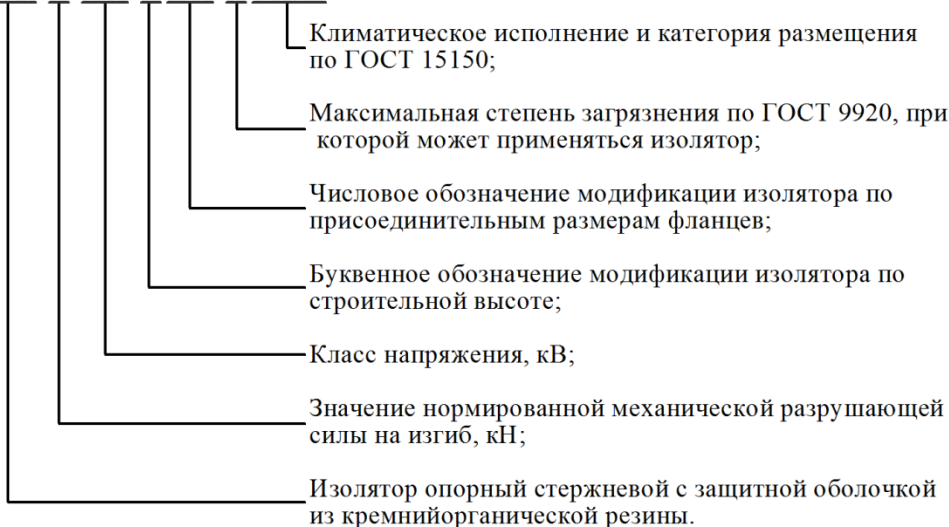 Климатическое исполнение и категория размещения
по ГОСТ 15150;
Максимальная степень загрязнения по ГОСТ 9920, при
которой может применяться изолятор;
Числовое обозначение модификации изолятора по
присоединительным размерам фланцев;
Буквенное обозначение модификации изолятора по
строительной высоте;
Класс напряжения, кВ;
Значение нормированной механической разрушающей
силы на изгиб, кН;
Изолятор опорный стержневой с защитной оболочкой
из кремнийорганической резины.